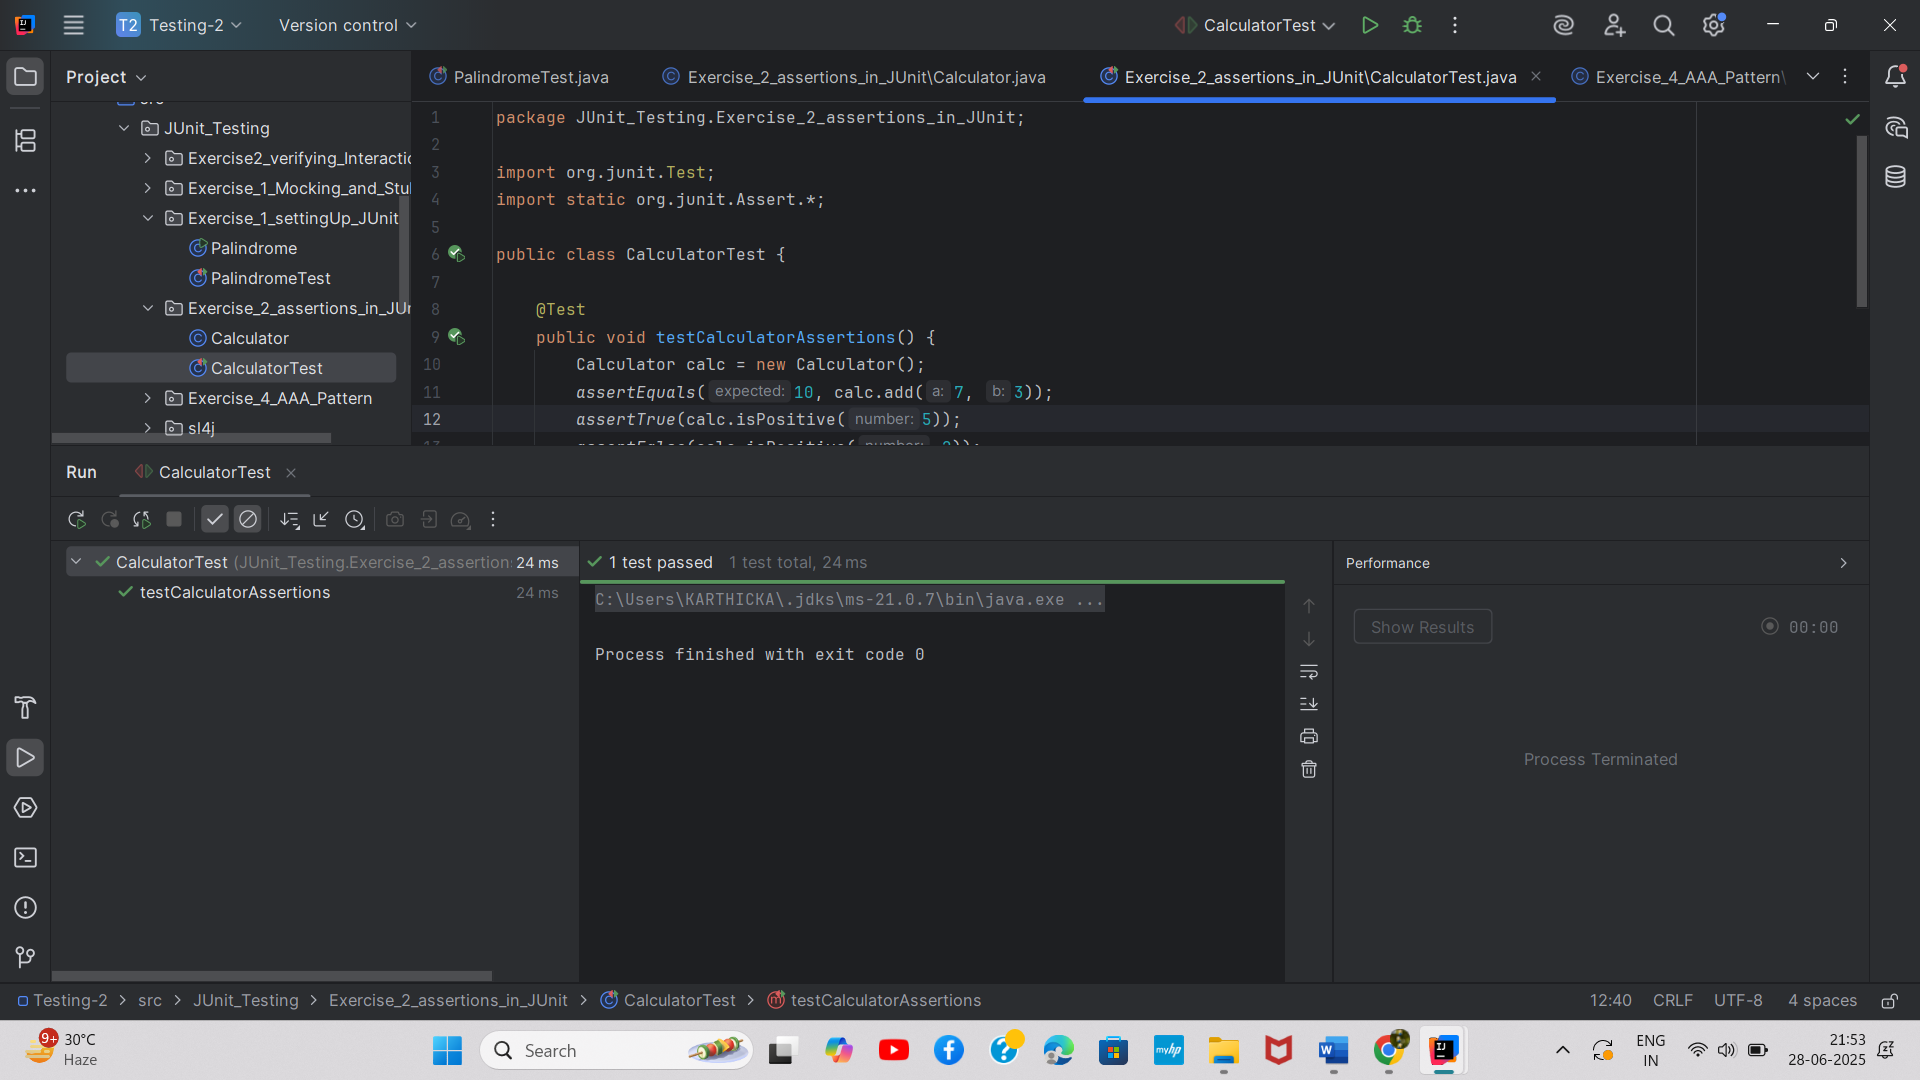 T2 Testing-2 Version control CalculatorTest
Project
PalindromeTest.java Exercise_2_assertions_in_JUnit\Calculator.java Exercise_2_assertions_in_JUnit\CalculatorTest.java Exercise_4_AAA_Pattern\
src
JUnit_Testing
Exercise2_verifying_Interactio
Exercise_1_Mocking_and_Stu
Exercise_1_settingUp_JUnit
Palindrome
PalindromeTest
Exercise_2_assertions_in_JUn
Calculator
CalculatorTest
Exercise_4_AAA_Pattern
sl4j
1 package JUnit_Testing.Exercise_2_assertions_in_JUnit;
2
3 import org.junit.Test;
4 import static org.junit.Assert.*;
5
6 public class CalculatorTest {
7
8 @Test
9 public void testCalculatorAssertions() {
10 Calculator calc = new Calculator();
11 assertEquals( expected: 10, calc.add( a: 7, b: 3));
12 assertTrue(calc.isPositive( number: 5));
Run CalculatorTest
CalculatorTest (JUnit_Testing.Exercise_2_assertion 24 ms
testCalculatorAssertions 24 ms
1 test passed 1 test total, 24 ms
C:\Users\KARTHICKA\.jdks\ms-21.0.7\bin\java.exe ...
Process finished with exit code 0
Performance
Show Results 00:00
Process Terminated
Testing-2 > src > JUnit_Testing > Exercise_2_assertions_in_JUnit > CalculatorTest > testCalculatorAssertions
12:40 CRLF UTF-8 4 spaces
9+ 30°C
Haze
Search
myhp
ENG
IN
21:53
28-06-2025